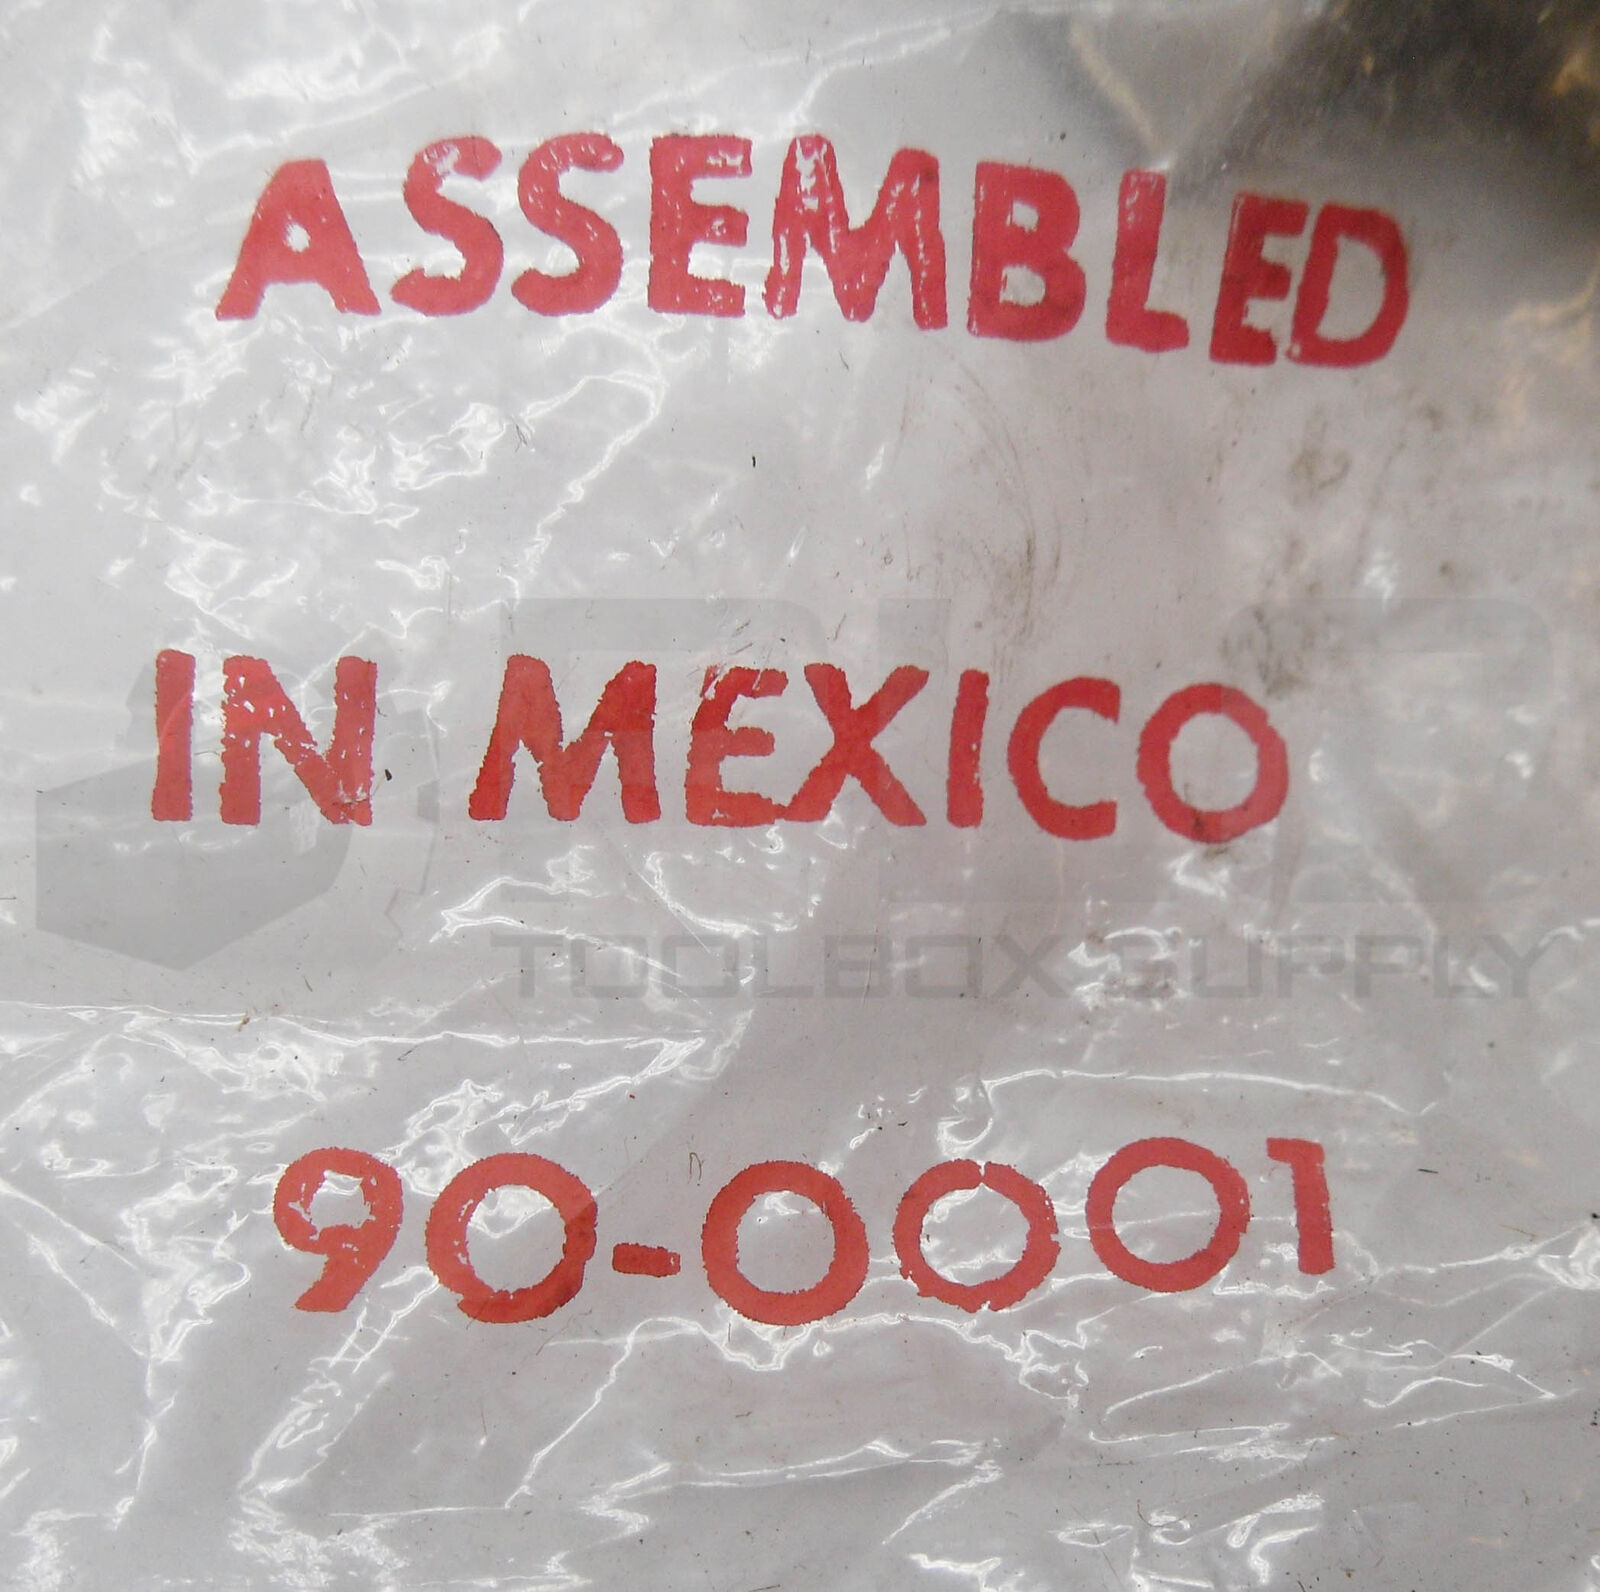 ASSEMBLED
IN MEXICO
TOOLBOX SUPPLY
90-0001